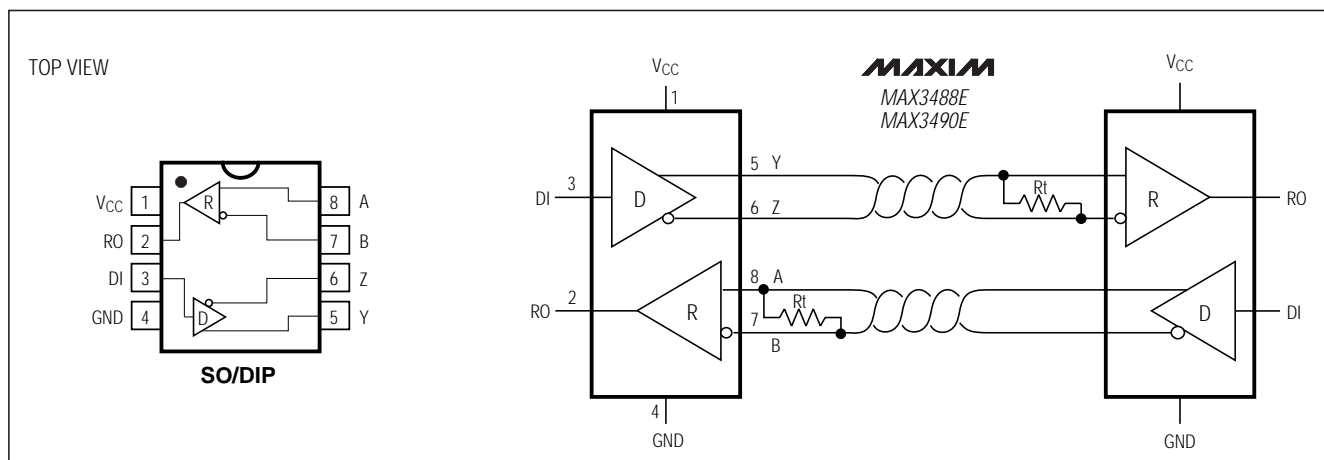 TOP VIEW
VCC 1
RO 2
DI 3
GND 4
R
D
8 A
7 B
6 Z
5 Y
SO/DIP
MAXIM
MAX3488E
MAX3490E
VCC
1
DI 3
D
5 Y
6 Z
Rt
R
RO 2
8 A
Rt
7
B
4
GND
VCC
R
RO
D
DI
GND